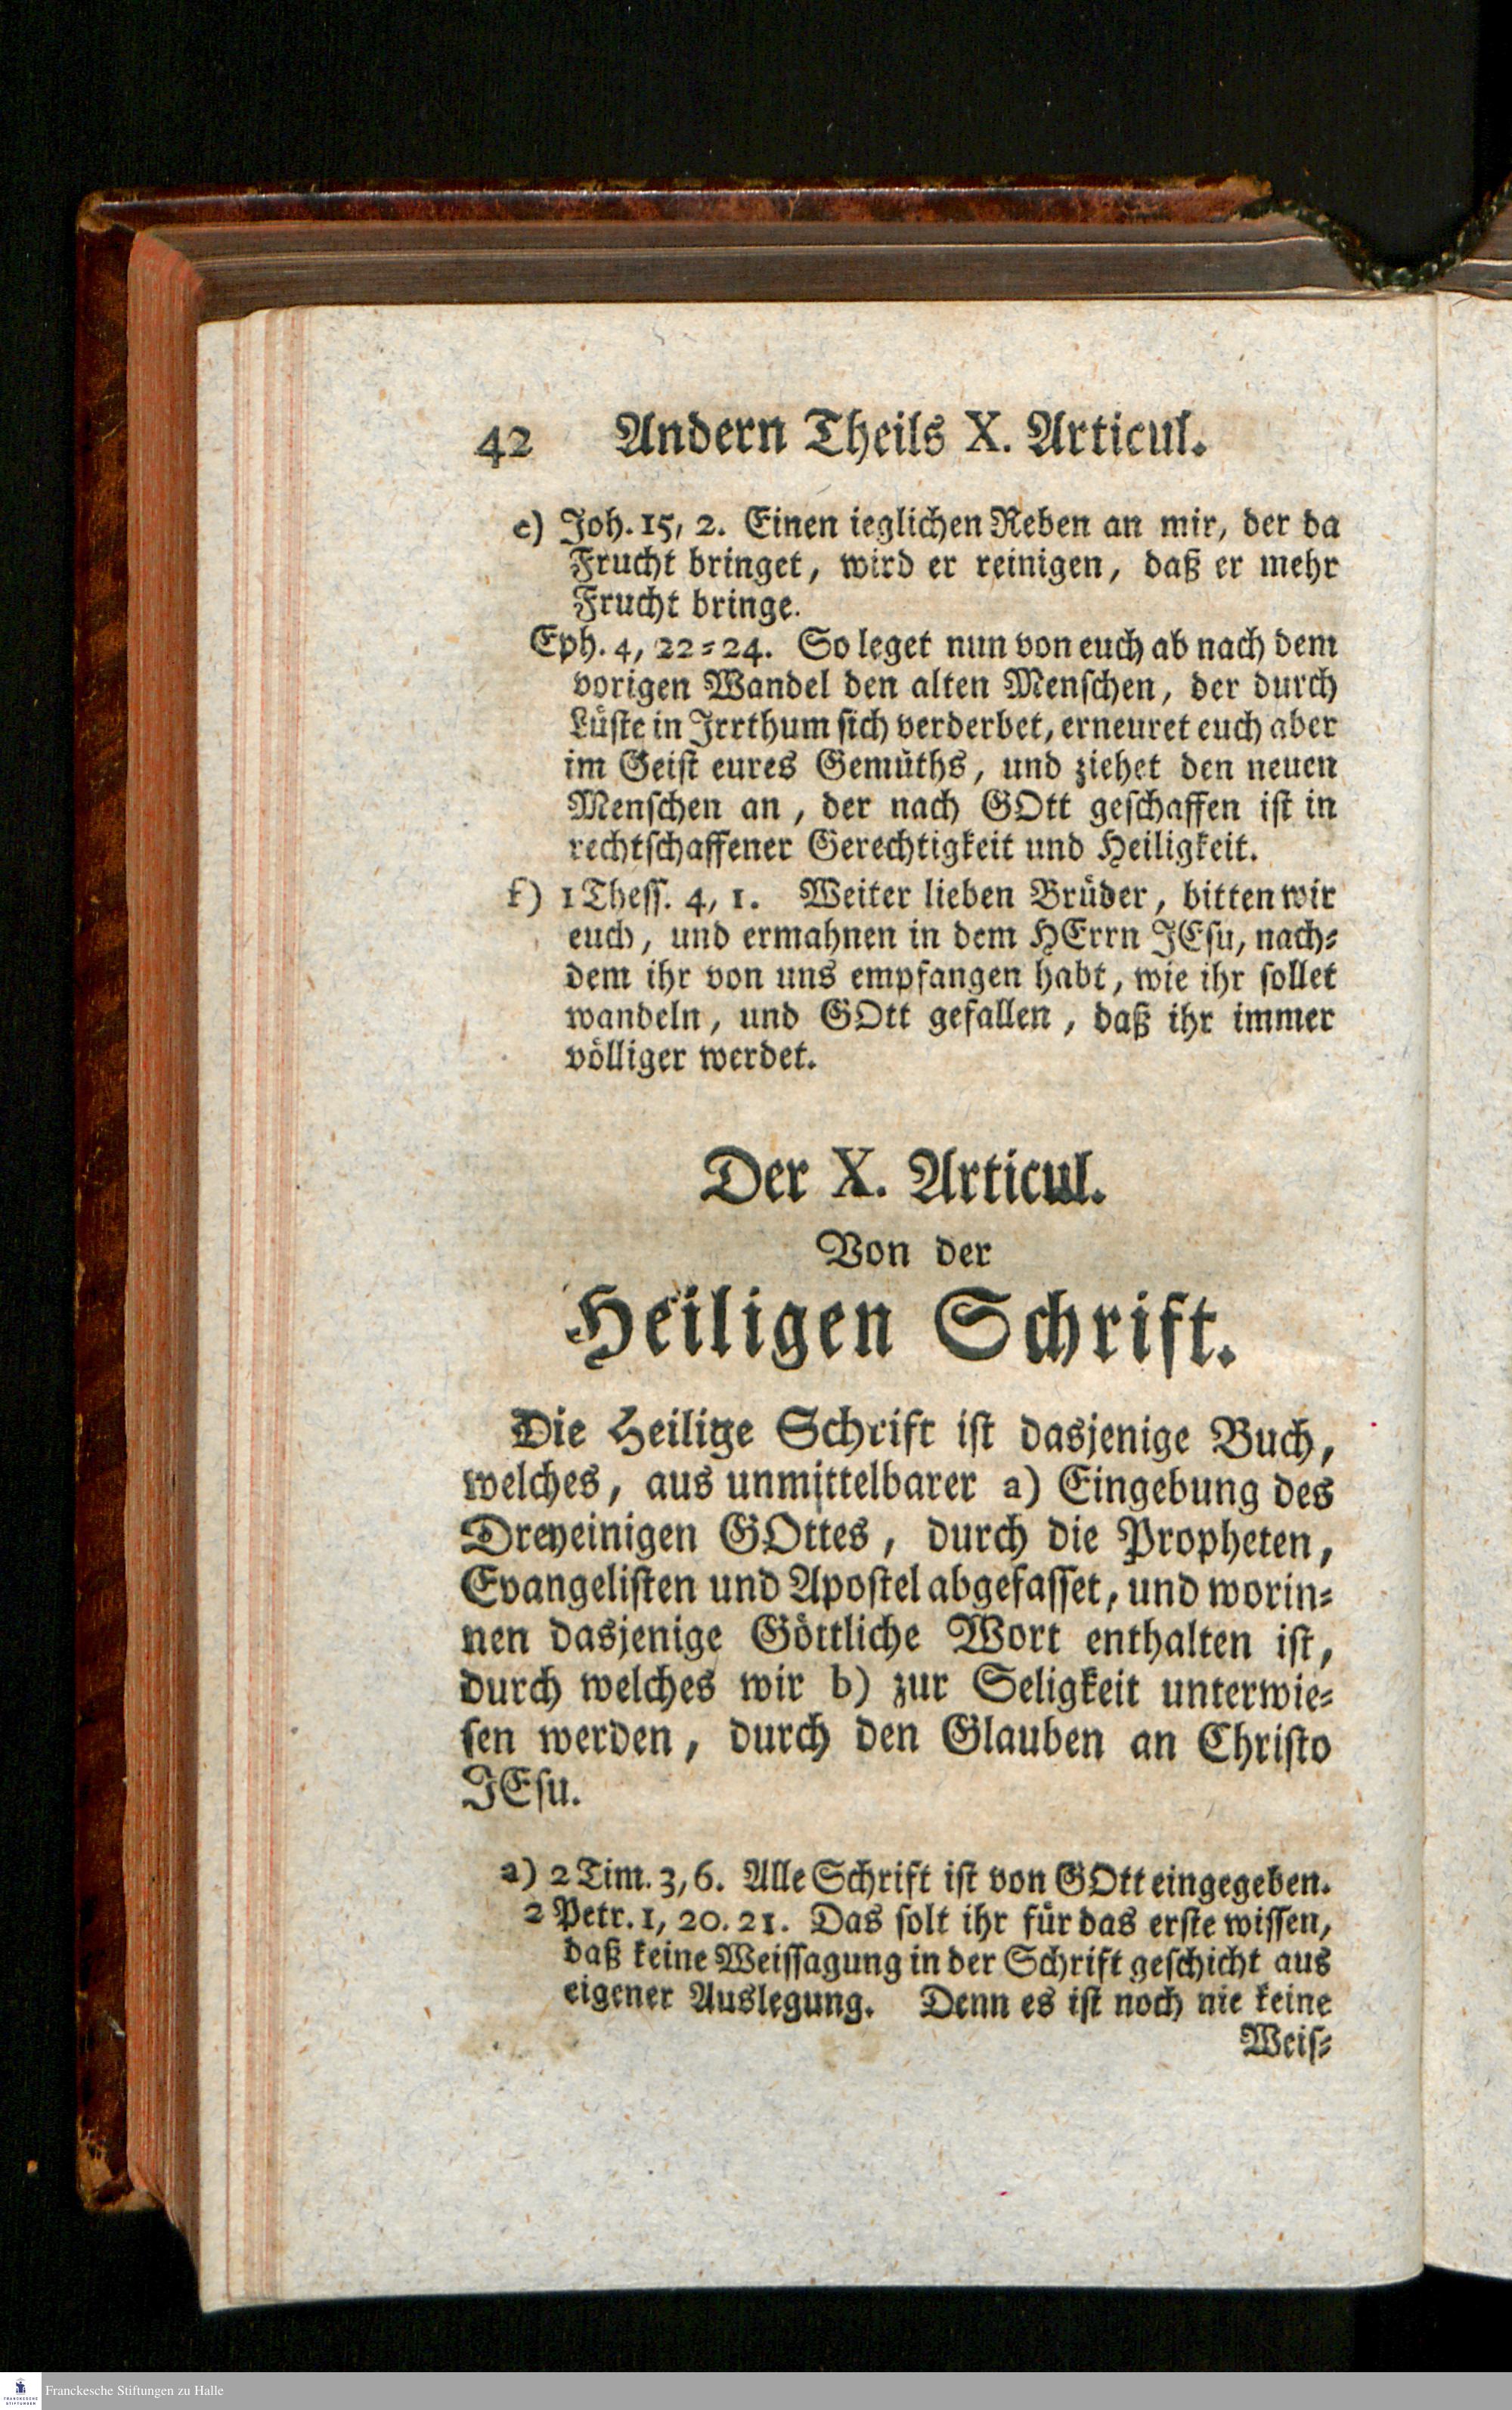 42 Andern Theils X. Articul.
e) Joh. 15, 2. Einen ieglichen Reben an mir, der da
Frucht bringet, wird er reinigen, daß er mehr
Frucht bringe.
Eph. 4, 22=24. So leget nun von euch ab nach dem
vorigen Wandel den alten Menschen, der durch
Lüste in Irrthum sich verderbet, erneuret euch aber
im Geist eures Gemüths, und ziehet den neuen
Menschen an, der nach GOtt geschaffen ist in
rechtschaffener Gerechtigkeit und Heiligkeit.
f) 1 Thess. 4, 1. Weiter lieben Brüder, bitten wir
euch, und ermahnen in dem HErrn JEsu, nach=
dem ihr von uns empfangen habt, wie ihr sollet
wandeln, und GOtt gefallen, daß ihr immer
völliger werdet.
Der X. Articul.
Von der
Heiligen Schrift.
Die Heilige Schrift ist dasjenige Buch,
welches, aus unmittelbarer a) Eingebung des
Dreyeinigen GOttes, durch die Propheten,
Evangelisten und Apostel abgefasset, und worin=
nen dasjenige Göttliche Wort enthalten ist,
durch welches wir b) zur Seligkeit unterwie=
sen werden, durch den Glauben an Christo
JEsu.
a) 2 Tim. 3, 6. Alle Schrift ist von GOtt eingegeben.
2 Petr. 1, 20. 21. Das solt ihr für das erste wissen,
daß keine Weissagung in der Schrift geschicht aus
eigener Auslegung. Denn es ist noch nie keine
Weis=
FRANCKESCHE STIFTUNGEN
Franckesche Stiftungen zu Halle